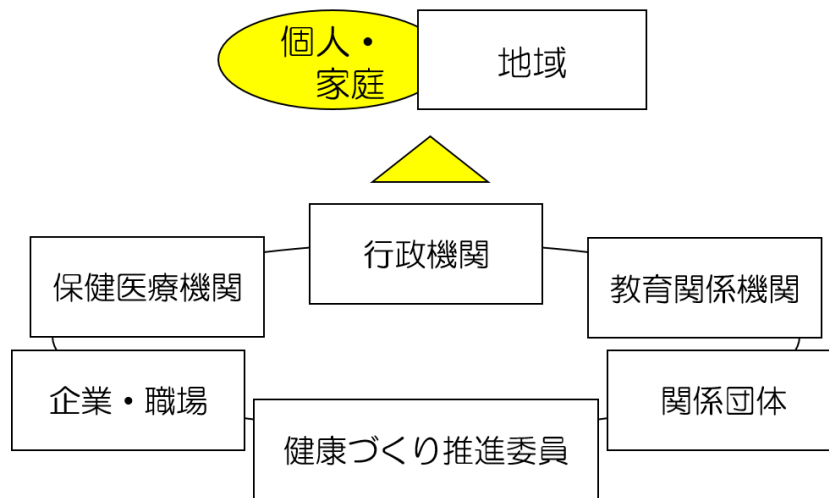 個人・
家庭
地域
行政機関
保健医療機関
教育関係機関
企業・職場
関係団体
健康づくり推進委員